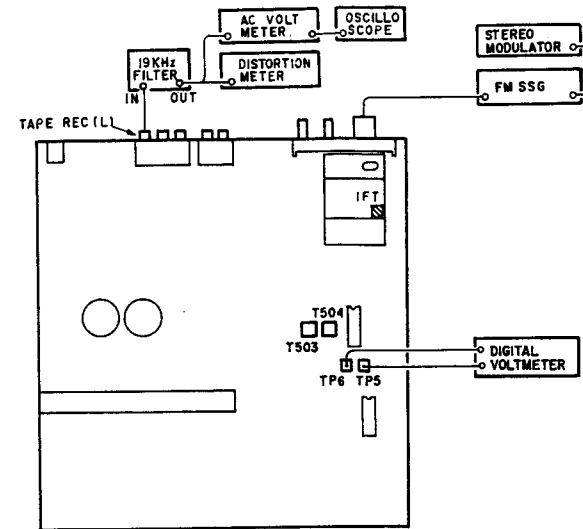 AC VOLT
METER.
OSCILLO
SCOPE
STEREO
MODULATOR
19KHz
FILTER
DISTORTION
METER
FM SSG
IN
OUT
TAPE REC (L)
IFT
T504
T503
DIGITAL
VOLTMETER
TP6
TP5